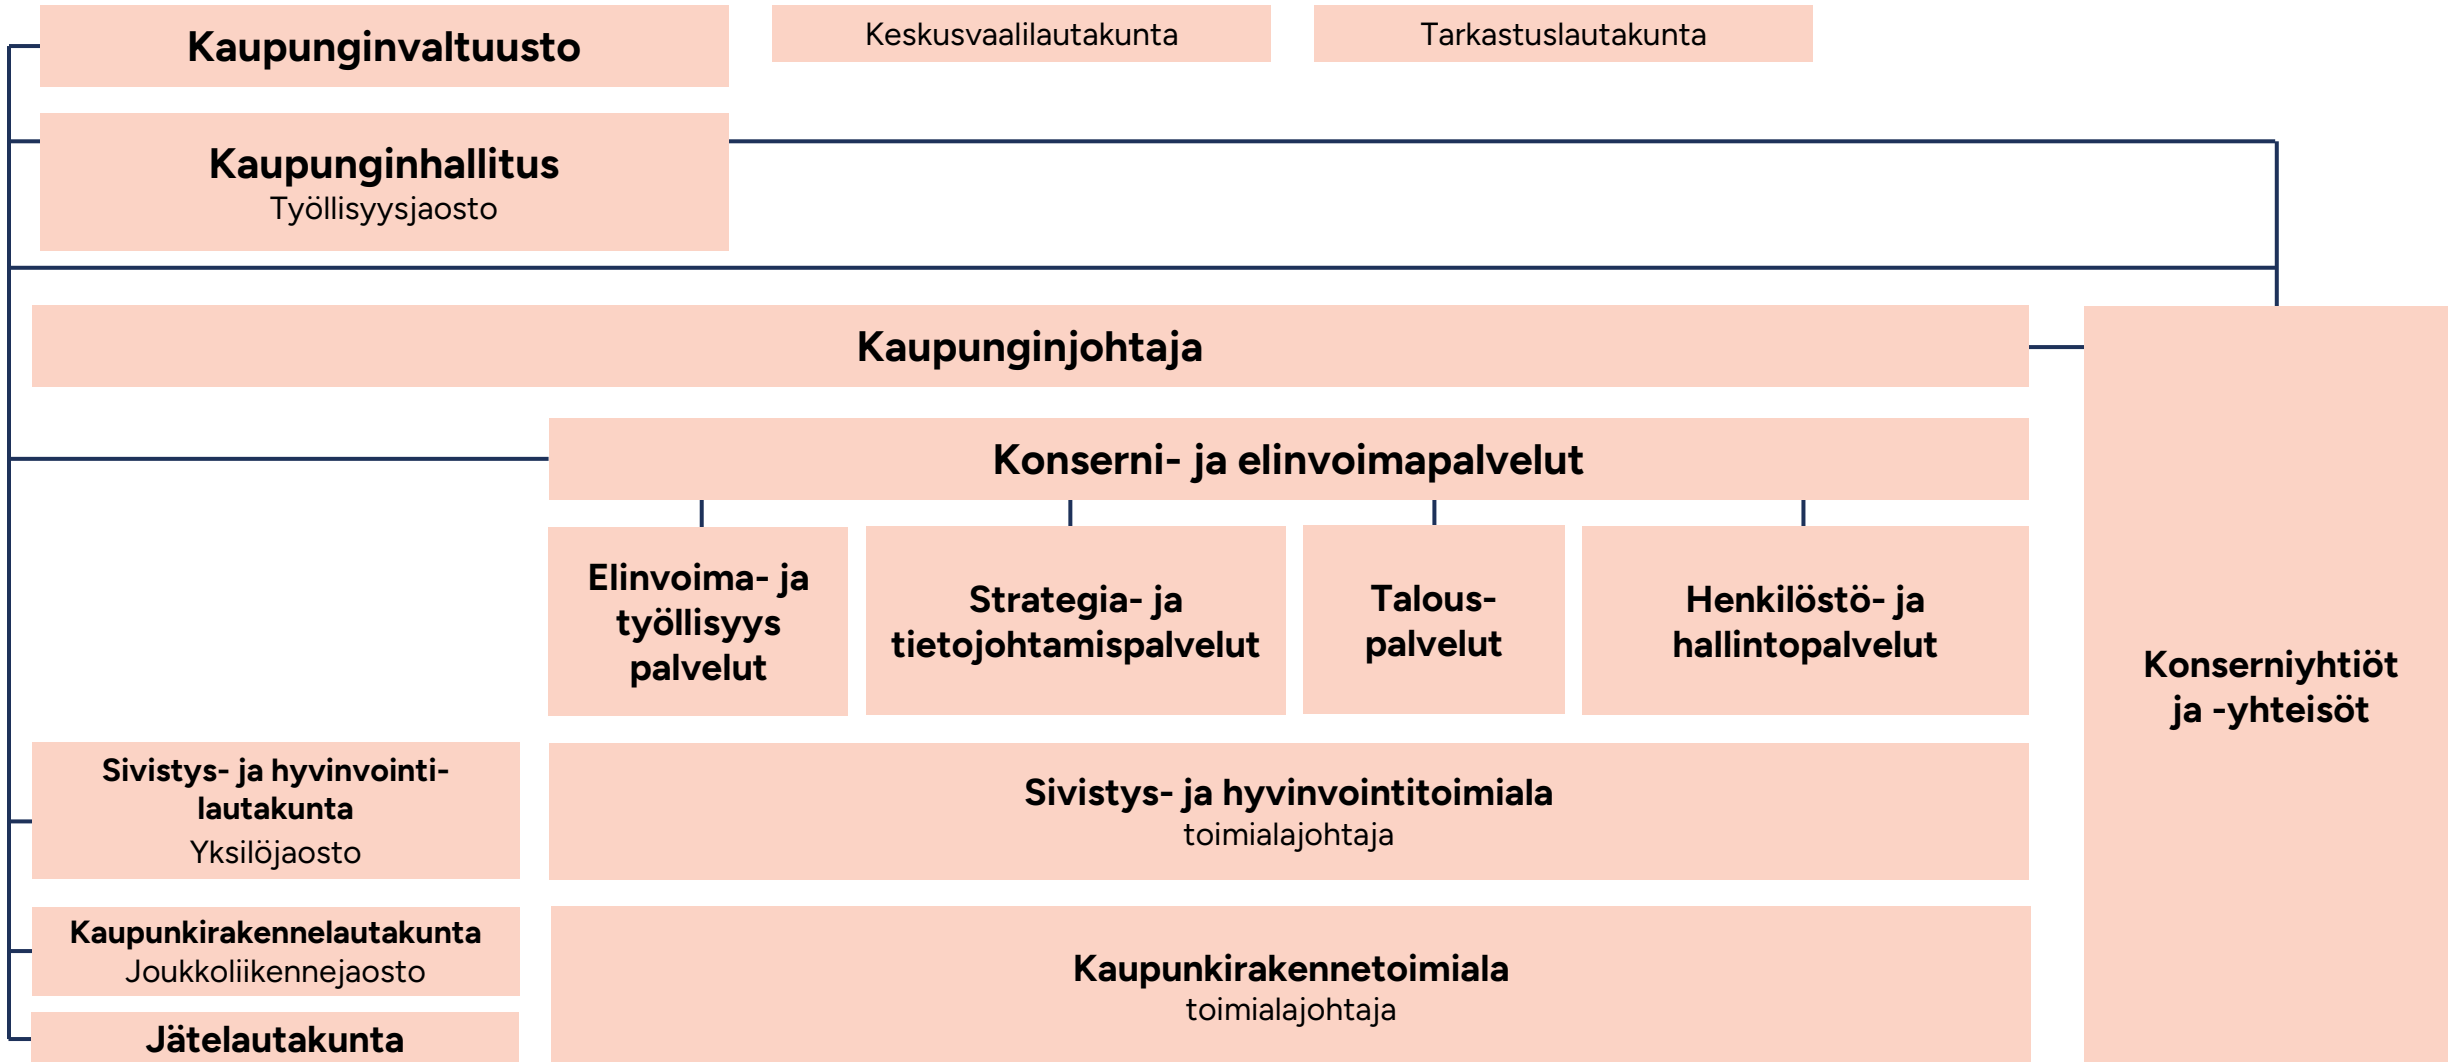 Kaupunginvaltuusto
Keskusvaalilautakunta
Tarkastuslautakunta
Kaupunginhallitus
Työllisyysjaosto
Kaupunginjohtaja
Konserni- ja elinvoimapalvelut
Elinvoima- ja
työllisyys
palvelut
Strategia- ja
tietojohtamispalvelut
Talous-
palvelut
Henkilöstö- ja
hallintopalvelut
Konserniyhtiöt
ja -yhteisöt
Sivistys- ja hyvinvointi-
lautakunta
Yksilöjaosto
Sivistys- ja hyvinvointitoimiala
toimialajohtaja
Kaupunkirakennelautakunta
Joukkoliikennejaosto
Kaupunkirakennetoimiala
toimialajohtaja
Jätelautakunta